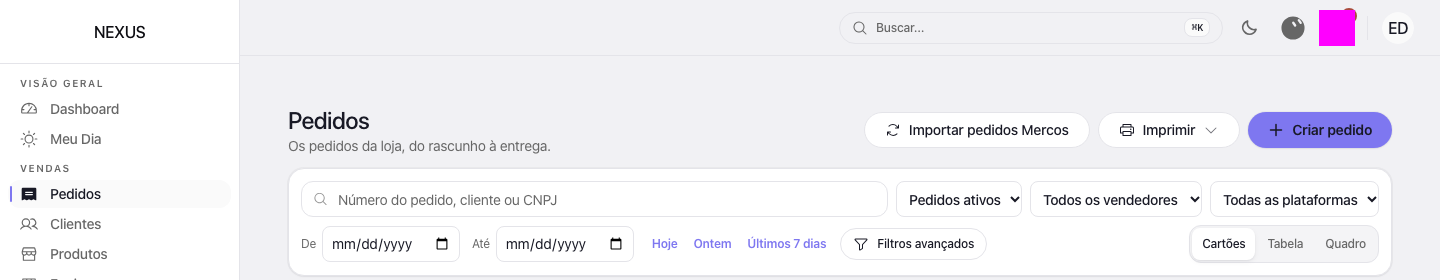 NEXUS
Buscar...
⌘K
ED
VISÃO GERAL
Dashboard
Meu Dia
VENDAS
Pedidos
Clientes
Produtos
Pedidos
Os pedidos da loja, do rascunho à entrega.
Importar pedidos Mercos
Imprimir
Criar pedido
Número do pedido, cliente ou CNPJ
Pedidos ativos
Todos os vendedores
Todas as plataformas
De mm/dd/yyyy Até mm/dd/yyyy Hoje Ontem Últimos 7 dias Filtros avançados
Cartões Tabela Quadro